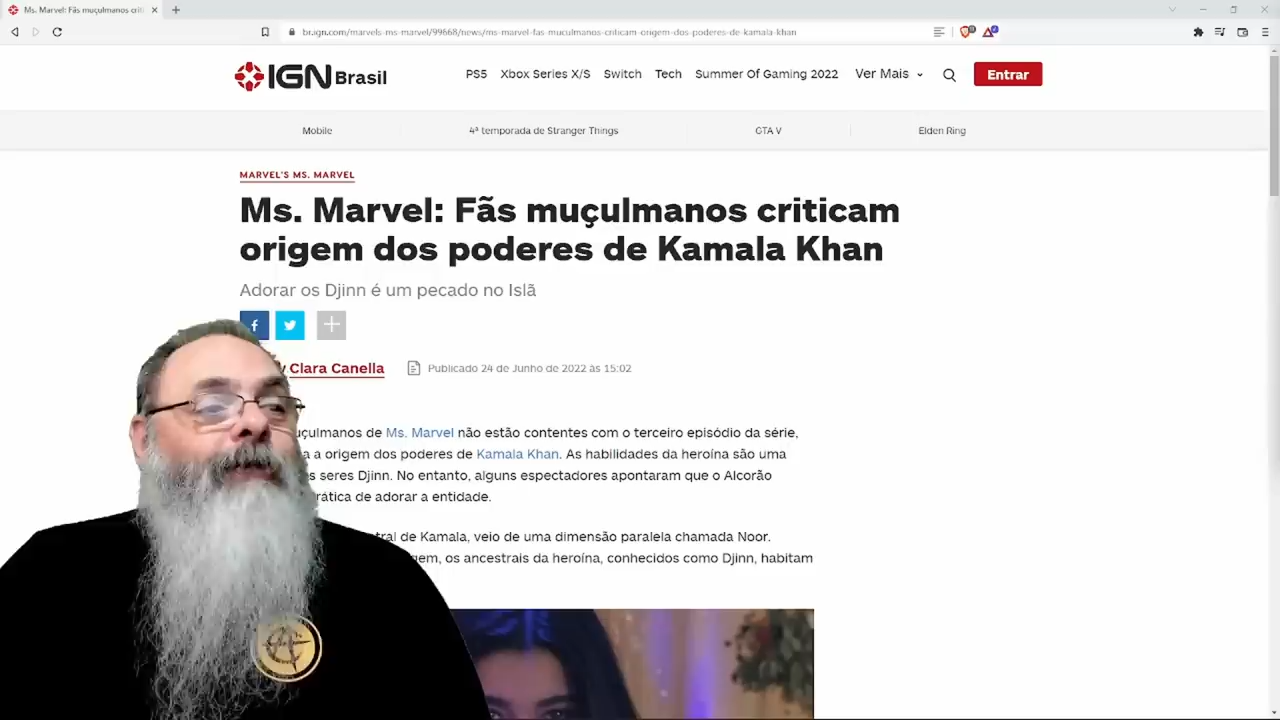 Ms. Marvel: Fãs muçulmanos crit
br.ign.com/marvels-ms-marvel/99668/news/ms-marvel-fas-muculmanos-criticam-origem-dos-poderes-de-kamala-khan
IGN Brasil
PS5 Xbox Series X/S Switch Tech Summer Of Gaming 2022 Ver Mais Entrar
Mobile 4ª temporada de Stranger Things GTA V Elden Ring
MARVEL'S MS. MARVEL
Ms. Marvel: Fãs muçulmanos criticam
origem dos poderes de Kamala Khan
Adorar os Djinn é um pecado no Islã
Clara Canella Publicado 24 de Junho de 2022 às 15:02
uçulmanos de Ms. Marvel não estão contentes com o terceiro episódio da série,
a a origem dos poderes de Kamala Khan. As habilidades da heroína são uma
s seres Djinn. No entanto, alguns espectadores apontaram que o Alcorão
rática de adorar a entidade.
tral de Kamala, veio de uma dimensão paralela chamada Noor.
em, os ancestrais da heroína, conhecidos como Djinn, habitam